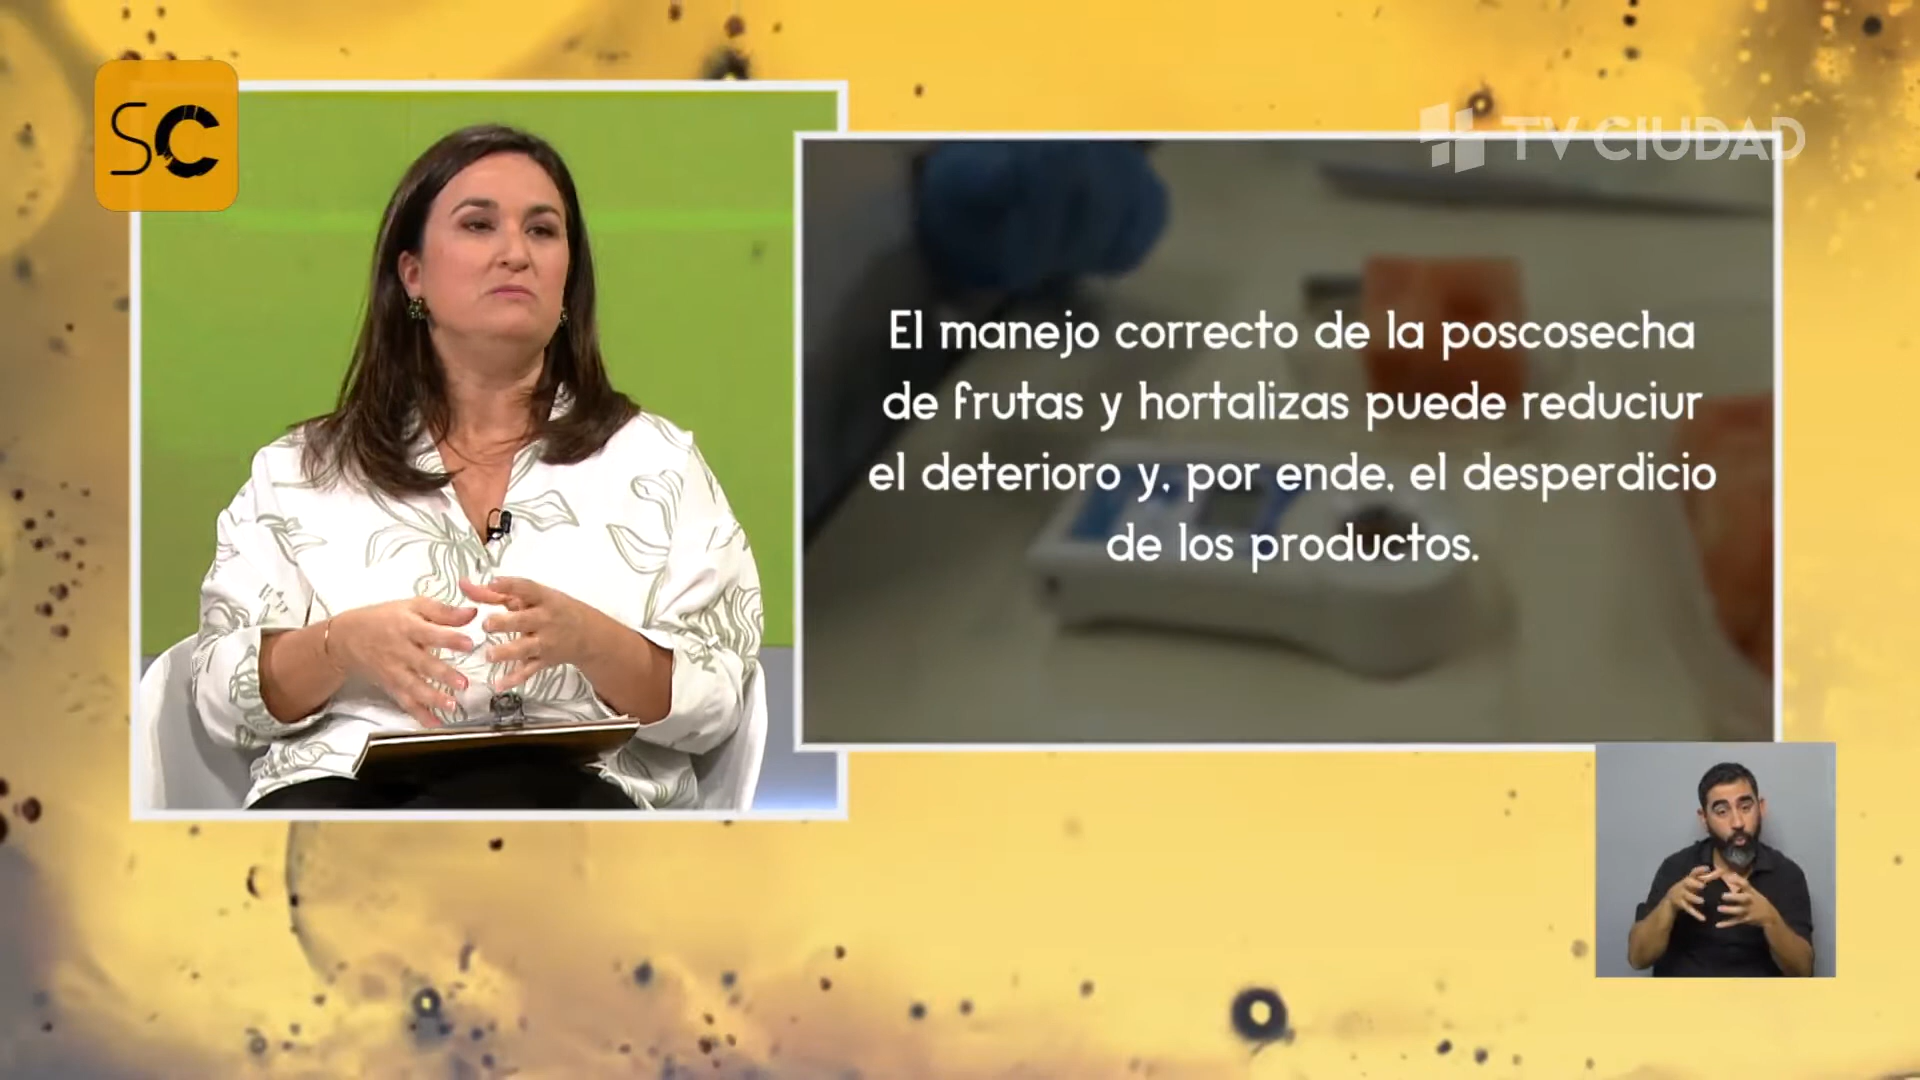 SC
TV CIUDAD
El manejo correcto de la poscosecha
de frutas y hortalizas puede reduciur
el deterioro y, por ende, el desperdicio
de los productos.